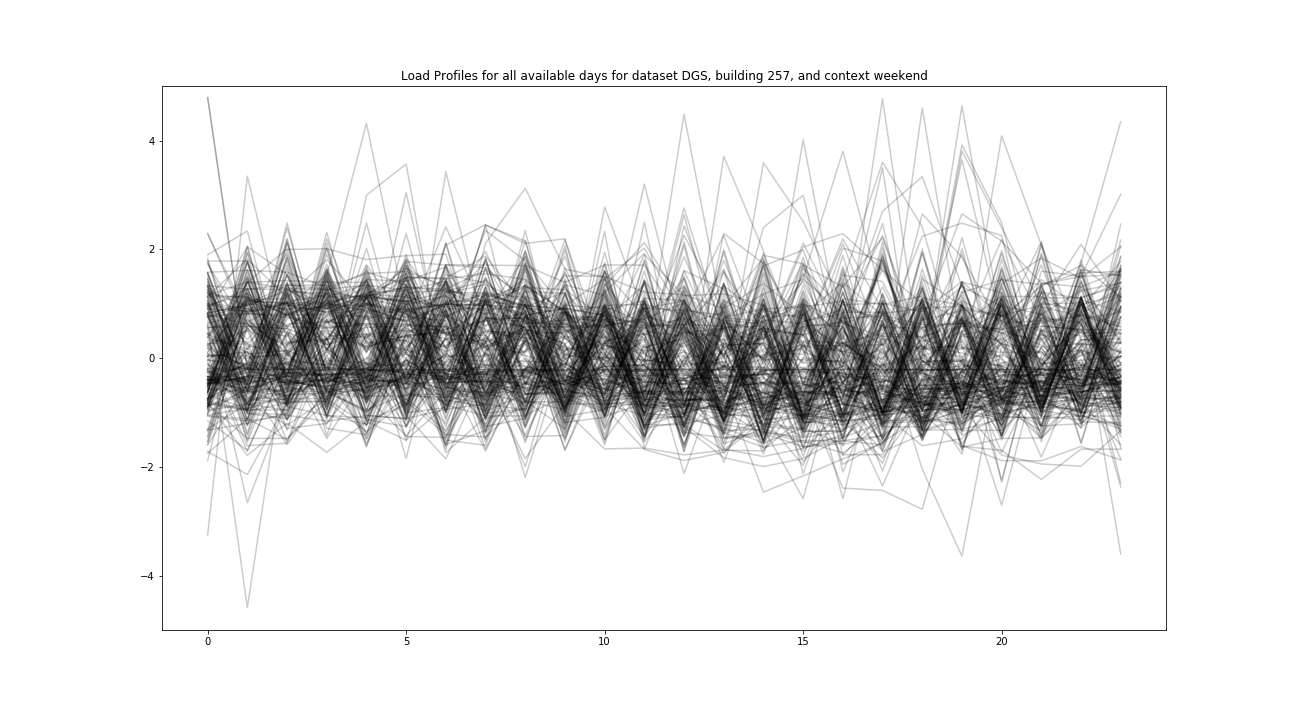 Load Profiles for all available days for dataset DGS, building 257, and context weekend
4
2
0
−2
−4
0 5 10 15 20